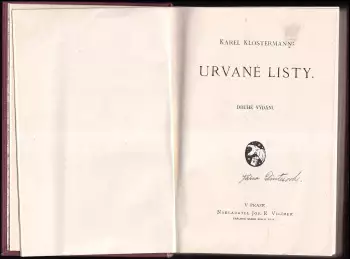 KAREL KLOSTERMANN:
URVANÉ LISTY.
DRUHÉ VYDÁNÍ.
V PRAZE.
NAKLADATEL JOS. R. VILÍMEK